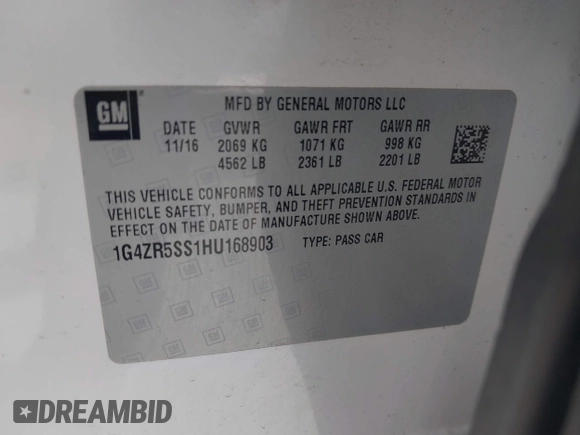 GM
MFD BY GENERAL MOTORS LLC
DATE GVWR GAWR FRT GAWR RR
11/16 2069 KG 1071 KG 998 KG
4562 LB 2361 LB 2201 LB
THIS VEHICLE CONFORMS TO ALL APPLICABLE U.S. FEDERAL MOTOR
VEHICLE SAFETY, BUMPER, AND THEFT PREVENTION STANDARDS IN
EFFECT ON THE DATE OF MANUFACTURE SHOWN ABOVE.
1G4ZR5SS1HU168903 TYPE: PASS CAR
DREAMBID